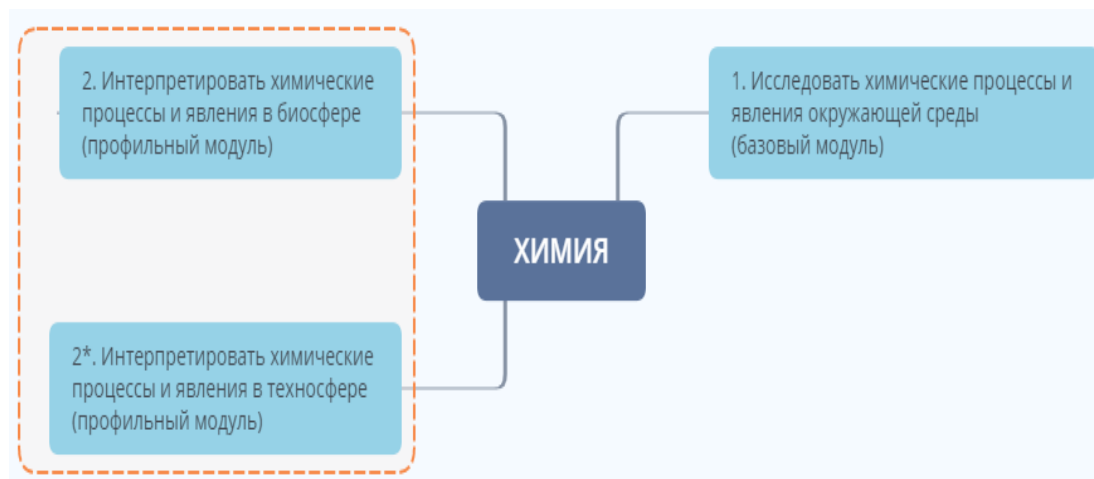 2. Интерпретировать химические
процессы и явления в биосфере
(профильный модуль)
1. Исследовать химические процессы и
явления окружающей среды
(базовый модуль)
ХИМИЯ
2*. Интерпретировать химические
процессы и явления в техносфере
(профильный модуль)